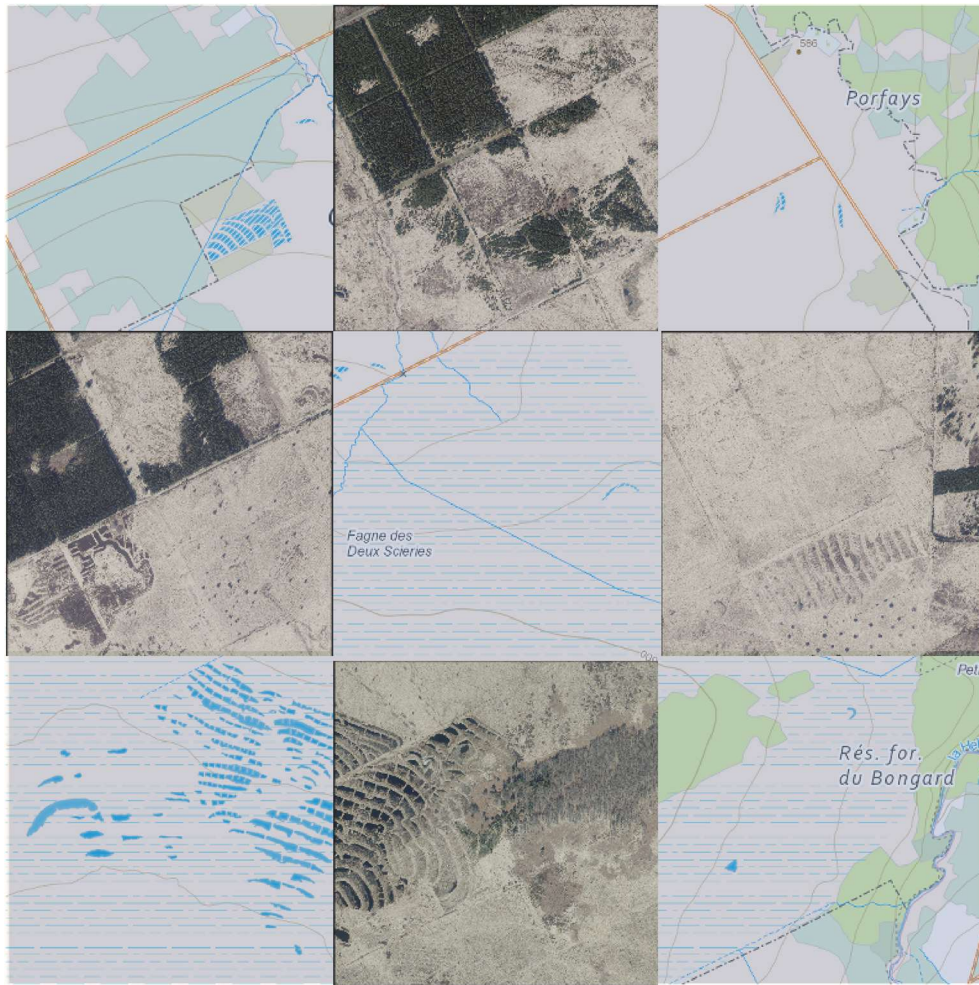 586
Porfays
Fagne des
Deux Scieries
Rés. for.
du Bongard